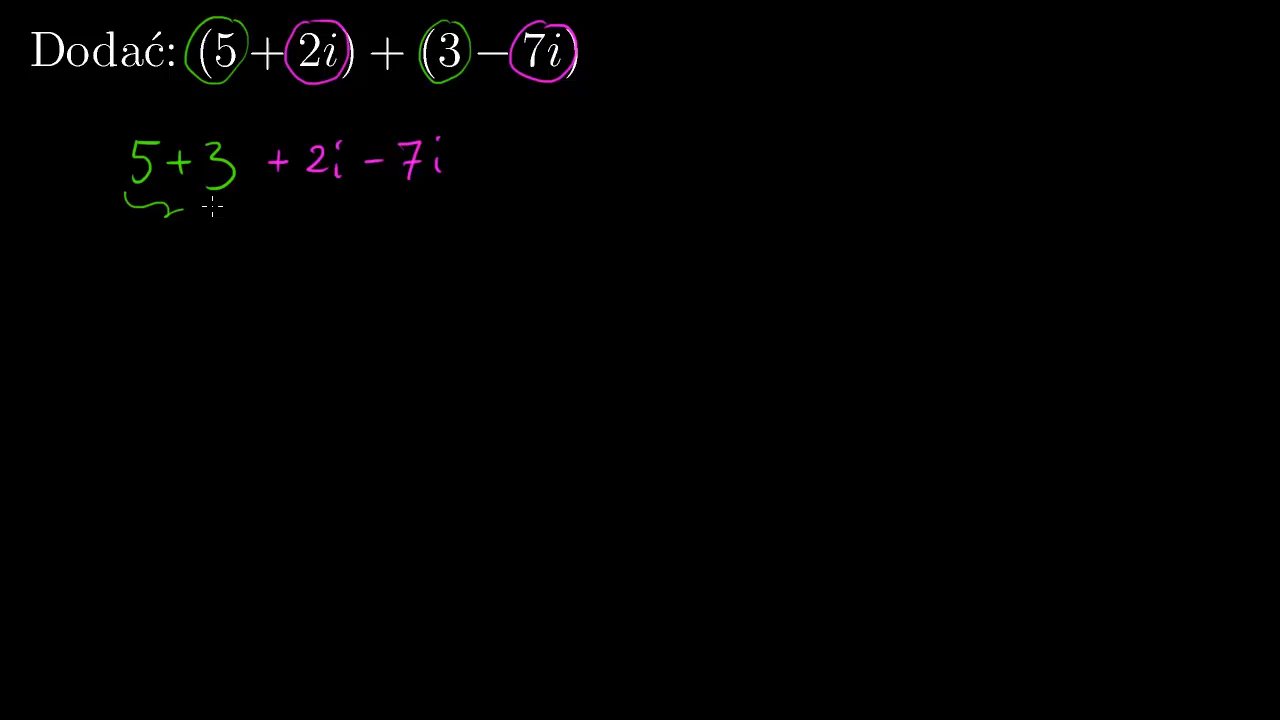 Dodać: (5 + 2i) + (3 − 7i)
5 + 3 + 2i − 7i